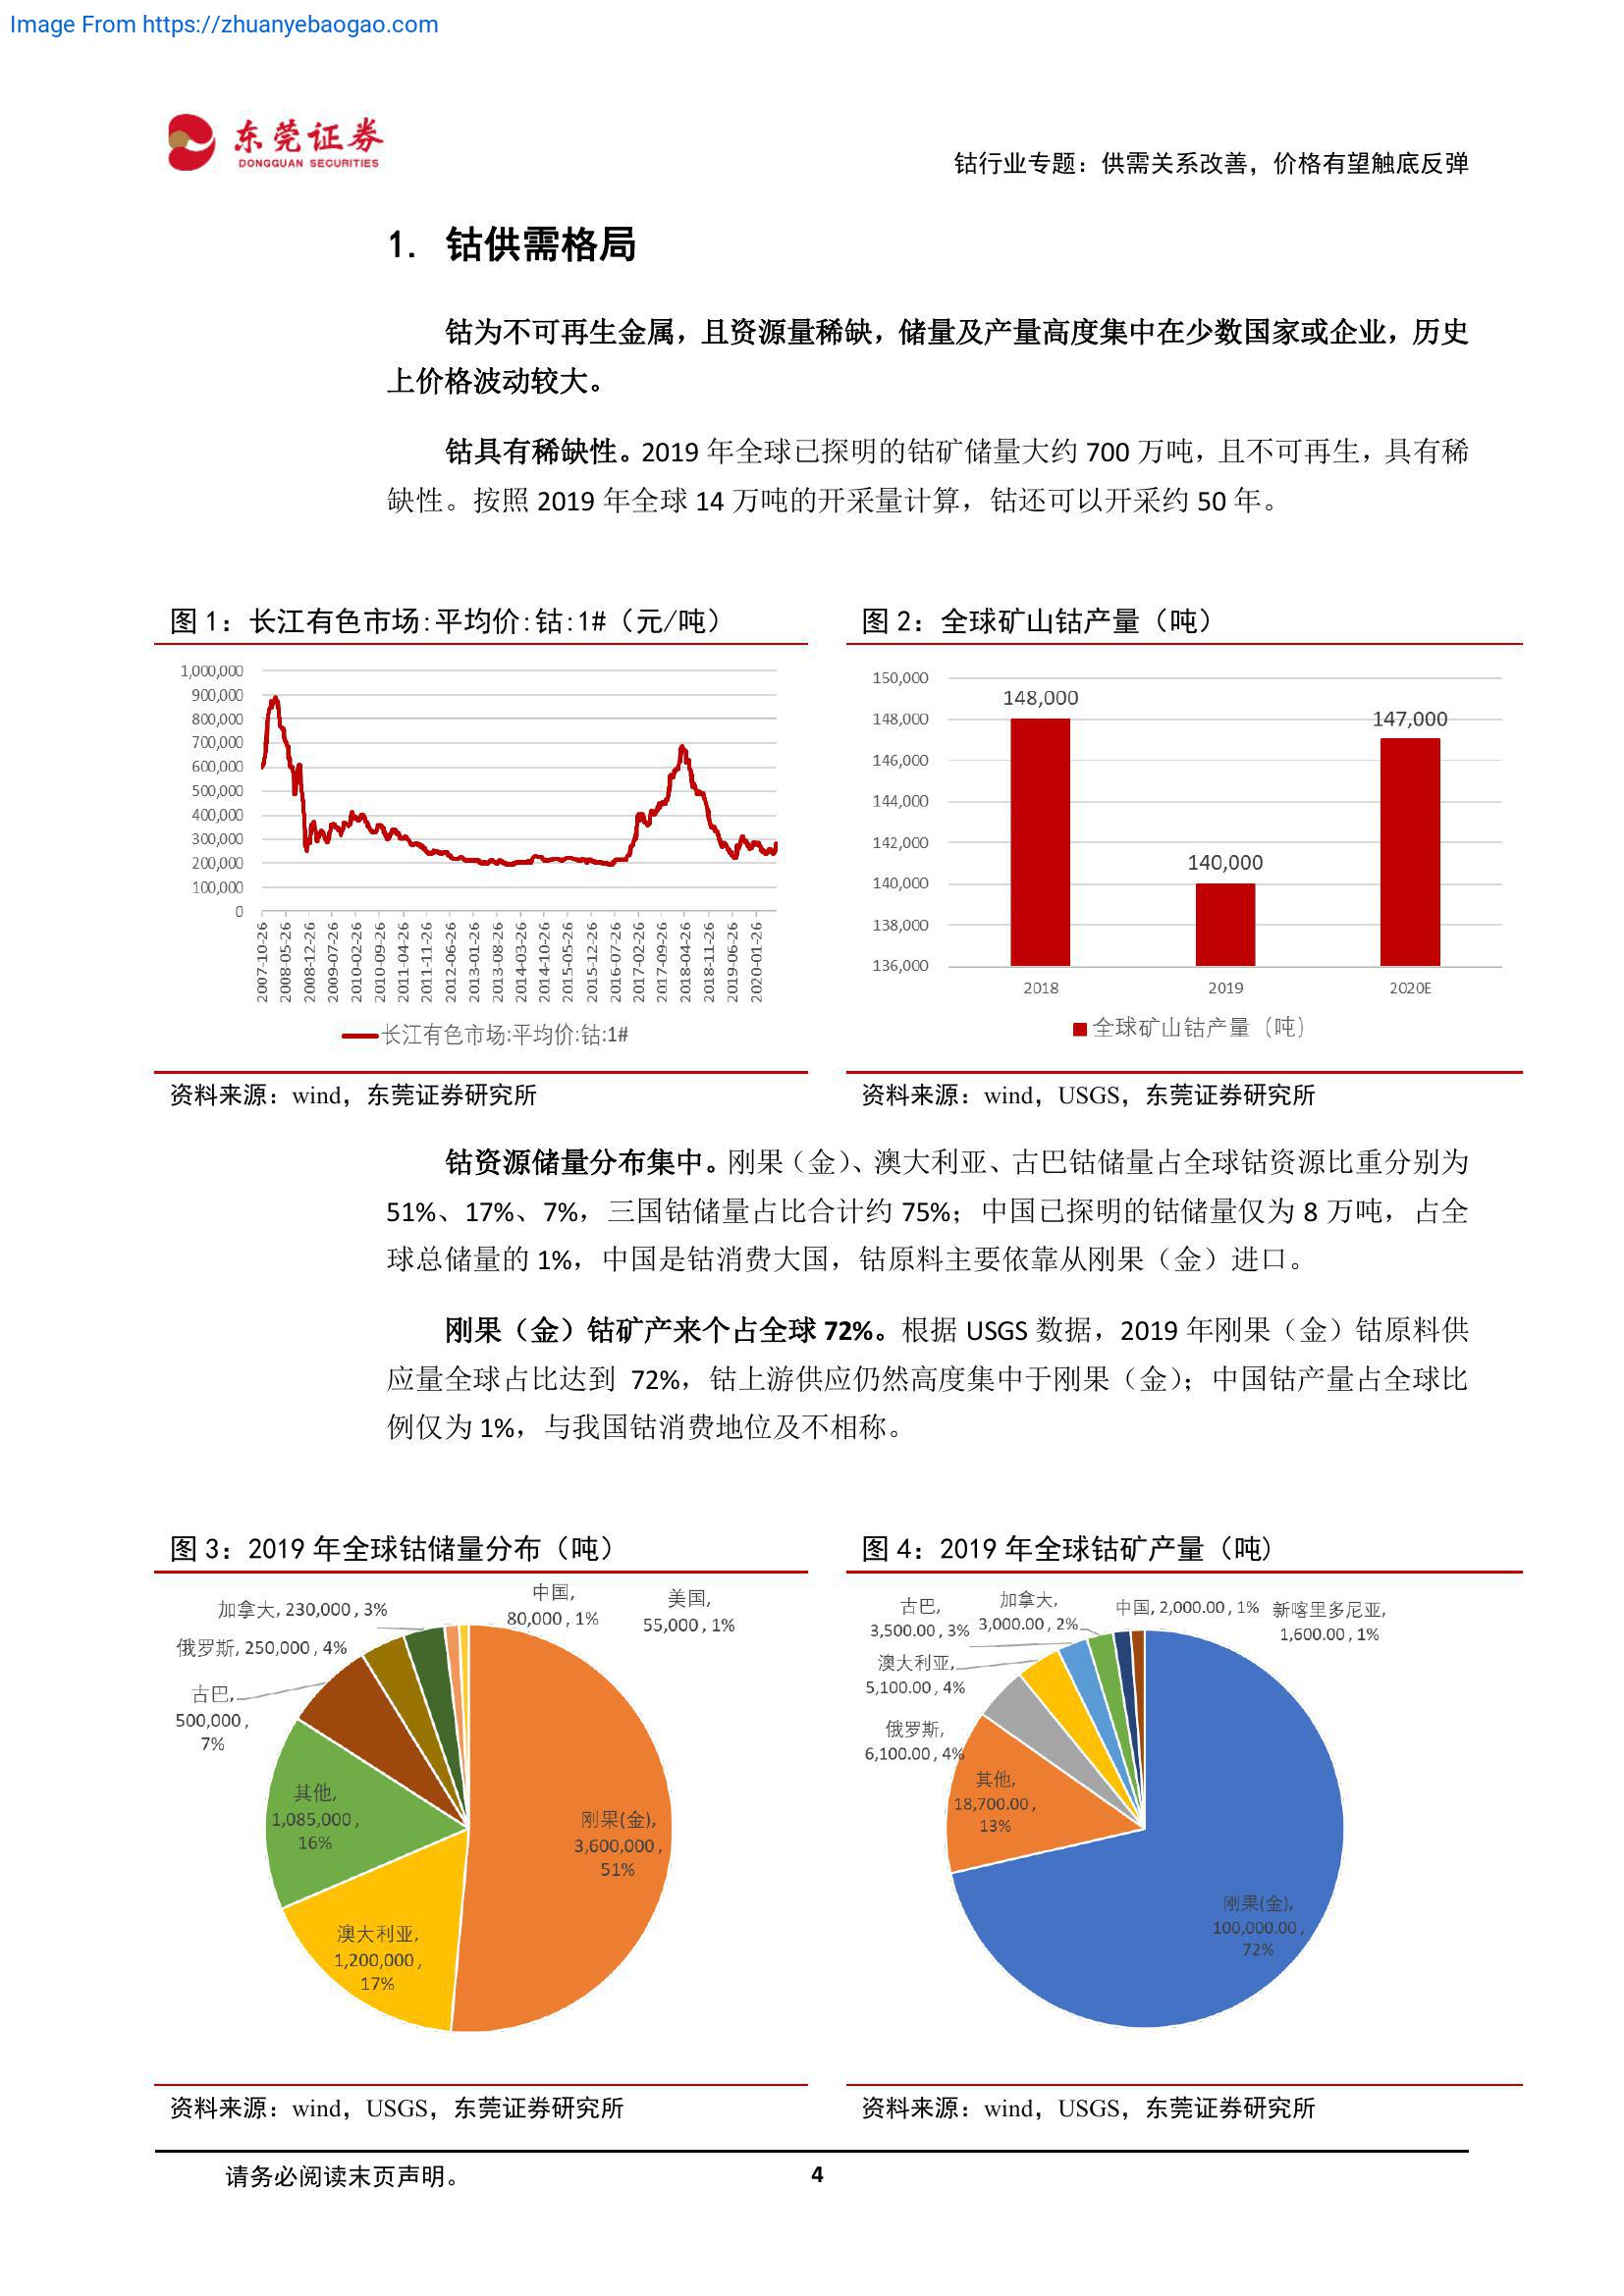 Image From https://zhuanyebaogao.com
东莞证券
DONGGUAN SECURITIES
钴行业专题：供需关系改善，价格有望触底反弹
1. 钴供需格局
钴为不可再生金属，且资源量稀缺，储量及产量高度集中在少数国家或企业，历史
上价格波动较大。
钴具有稀缺性。2019 年全球已探明的钴矿储量大约 700 万吨，且不可再生，具有稀
缺性。按照 2019 年全球 14 万吨的开采量计算，钴还可以开采约 50 年。
图 1：长江有色市场:平均价:钴:1#（元/吨）
1,000,000
900,000
800,000
700,000
600,000
500,000
400,000
300,000
200,000
100,000
0
2007-10-26
2008-05-26
2008-12-26
2009-07-26
2010-02-26
2010-09-26
2011-04-26
2011-11-26
2012-06-26
2013-01-26
2013-08-26
2014-03-26
2014-10-26
2015-05-26
2015-12-26
2016-07-26
2017-02-26
2017-09-26
2018-04-26
2018-11-26
2019-06-26
2020-01-26
长江有色市场:平均价:钴:1#
资料来源：wind，东莞证券研究所
图 2：全球矿山钴产量（吨）
150,000
148,000
146,000
144,000
142,000
140,000
138,000
136,000
148,000
140,000
147,000
2018
2019
2020E
全球矿山钴产量（吨）
资料来源：wind，USGS，东莞证券研究所
钴资源储量分布集中。刚果（金）、澳大利亚、古巴钴储量占全球钴资源比重分别为
51%、17%、7%，三国钴储量占比合计约 75%；中国已探明的钴储量仅为 8 万吨，占全
球总储量的 1%，中国是钴消费大国，钴原料主要依靠从刚果（金）进口。
刚果（金）钴矿产来个占全球 72%。根据 USGS 数据，2019 年刚果（金）钴原料供
应量全球占比达到 72%，钴上游供应仍然高度集中于刚果（金）；中国钴产量占全球比
例仅为 1%，与我国钴消费地位及不相称。
图 3：2019 年全球钴储量分布（吨）
中国,
80,000 , 1%
美国,
55,000 , 1%
加拿大, 230,000 , 3%
俄罗斯, 250,000 , 4%
古巴,
500,000 ,
7%
其他,
1,085,000 ,
16%
刚果(金),
3,600,000 ,
51%
澳大利亚,
1,200,000 ,
17%
资料来源：wind，USGS，东莞证券研究所
图 4：2019 年全球钴矿产量（吨）
古巴,
3,500.00 , 3%
加拿大,
3,000.00 , 2%
中国, 2,000.00 , 1%
新喀里多尼亚,
1,600.00 , 1%
澳大利亚,
5,100.00 , 4%
俄罗斯,
6,100.00 , 4%
其他,
18,700.00 ,
13%
刚果(金),
100,000.00 ,
72%
资料来源：wind，USGS，东莞证券研究所
请务必阅读末页声明。
4